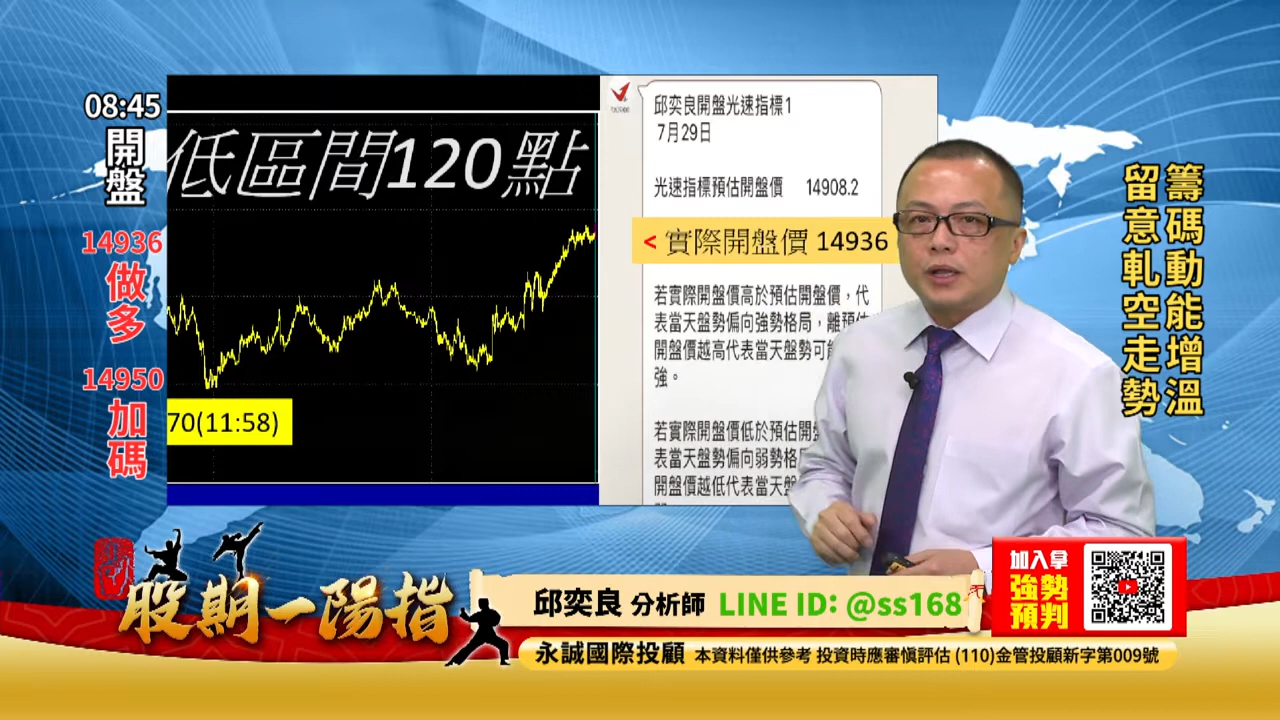 08:45
開盤
14936
做多
14950
加碼
低區間120點
70(11:58)
邱奕良開盤光速指標1
7月29日
光速指標預估開盤價 14908.2
< 實際開盤價 14936
若實際開盤價高於預估開盤價，代
表當天盤勢偏向強勢格局，離預估
開盤價越高代表當天盤勢可能
強。
若實際開盤價低於預估開盤
表當天盤勢偏向弱勢格局
開盤價越低代表當天盤
籌碼動能增溫
留意軋空走勢
股期一陽指
邱奕良 分析師 LINE ID: @ss168
加入拿
強勢
預判
永誠國際投顧 本資料僅供參考 投資時應審慎評估 (110)金管投顧新字第009號